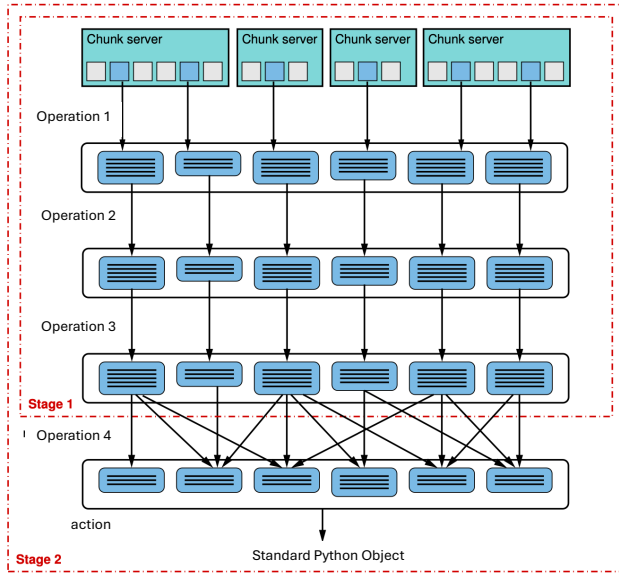 Chunk server
Chunk server
Chunk server
Chunk server
Operation 1
Operation 2
Operation 3
Stage 1
Operation 4
action
Standard Python Object
Stage 2